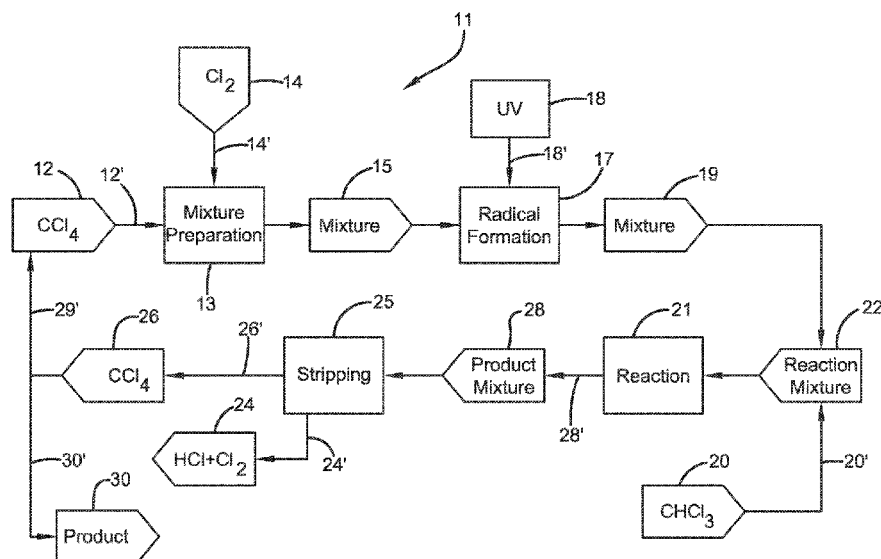 11
Cl2
14
UV
18
14'
18'
12
12'
15
17
19
CCl4
Mixture
Preparation
Mixture
Radical
Formation
Mixture
13
29'
26
26'
25
28
21
22
CCl4
Stripping
Product
Mixture
Reaction
Reaction
Mixture
24
28'
HCl+Cl2
24'
20
20'
30'
30
CHCl3
Product